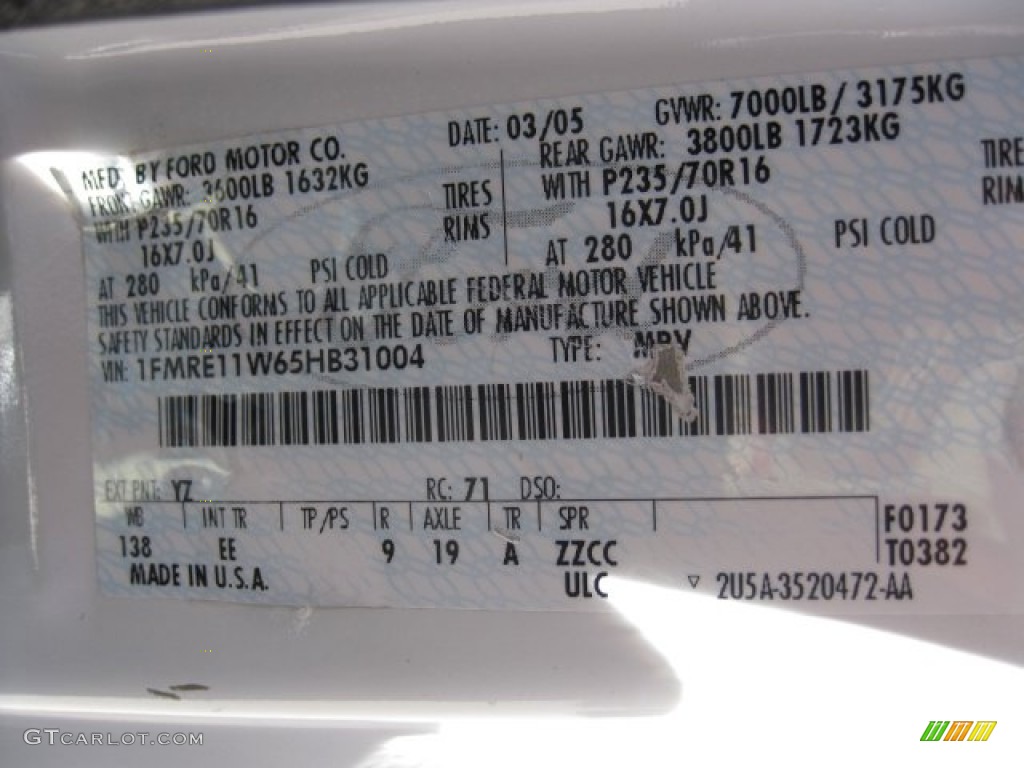 MFD BY FORD MOTOR CO. DATE: 03/05 GVWR: 7000LB / 3175KG
FRONT GAWR: 3600LB 1632KG REAR GAWR: 3800LB 1723KG
WITH P235/70R16 TIRES WITH P235/70R16 TIRE
16X7.0J RIMS 16X7.0J RIM
AT 280 kPa/41 PSI COLD AT 280 kPa/41 PSI COLD
THIS VEHICLE CONFORMS TO ALL APPLICABLE FEDERAL MOTOR VEHICLE
SAFETY STANDARDS IN EFFECT ON THE DATE OF MANUFACTURE SHOWN ABOVE.
VIN: 1FMRE11W65HB31004 TYPE: MPV
EXT PNT: YZ RC: 71 DSO:
WB INT TR TP/PS R AXLE TR SPR F0173
138 EE 9 19 A ZZCC T0382
MADE IN U.S.A. ULC ▽ 2U5A-3520472-AA
GTCARLOT.COM